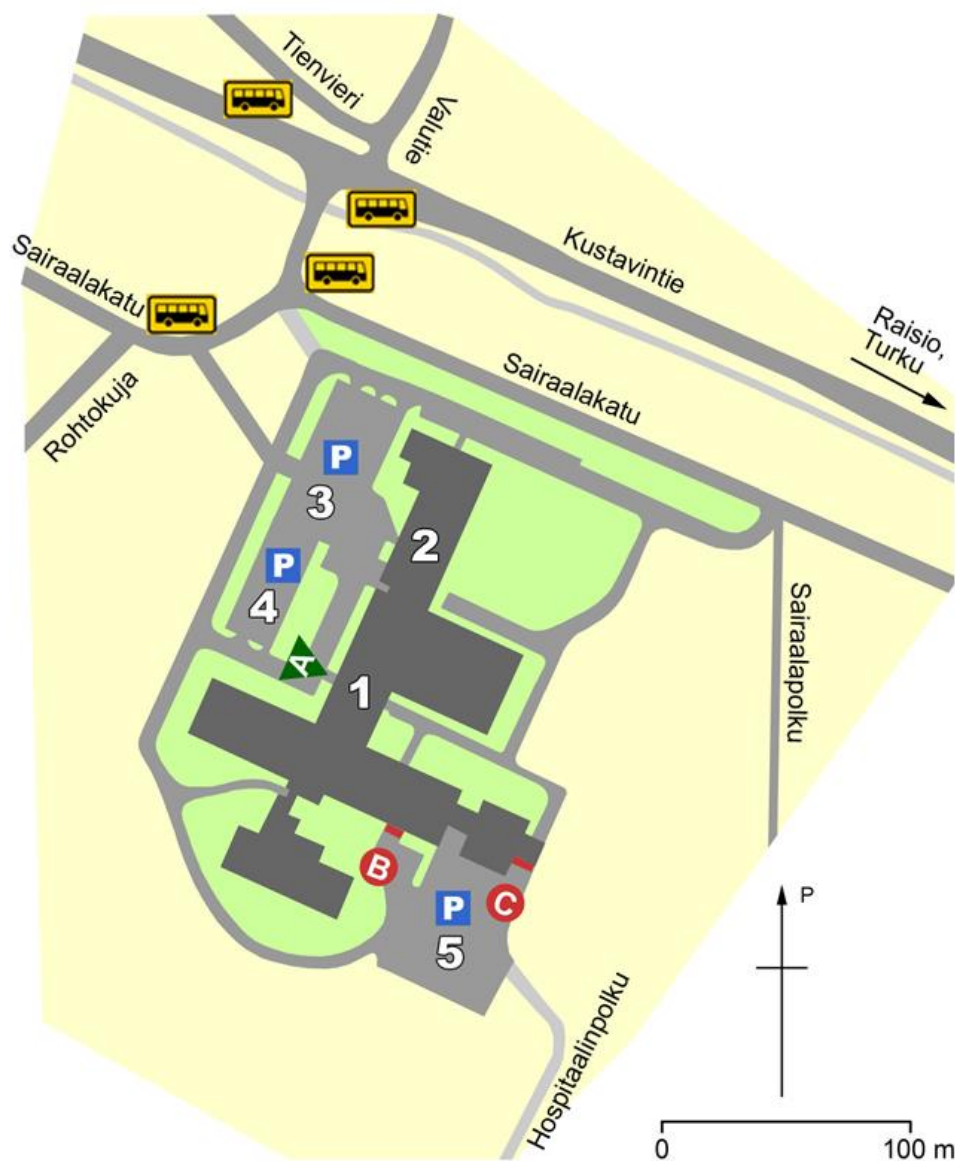 Tienvieri
Valutie
Kustavintie
Sairaalakatu
Raisio,
Turku
Sairaalakatu
Rohtokuja
P
3
2
P
4
A
1
Sairaalapolku
B
C
P
5
P
Hospitaalinpolku
0 100 m